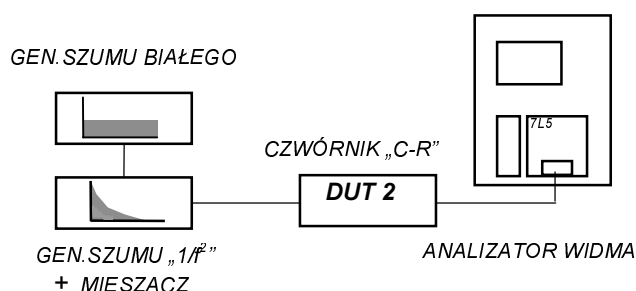 GEN.SZUMU BIAŁEGO
7L5
CZWÓRNIK „C-R”
DUT 2
GEN.SZUMU „1/f²”
+ MIESZACZ
ANALIZATOR WIDMA